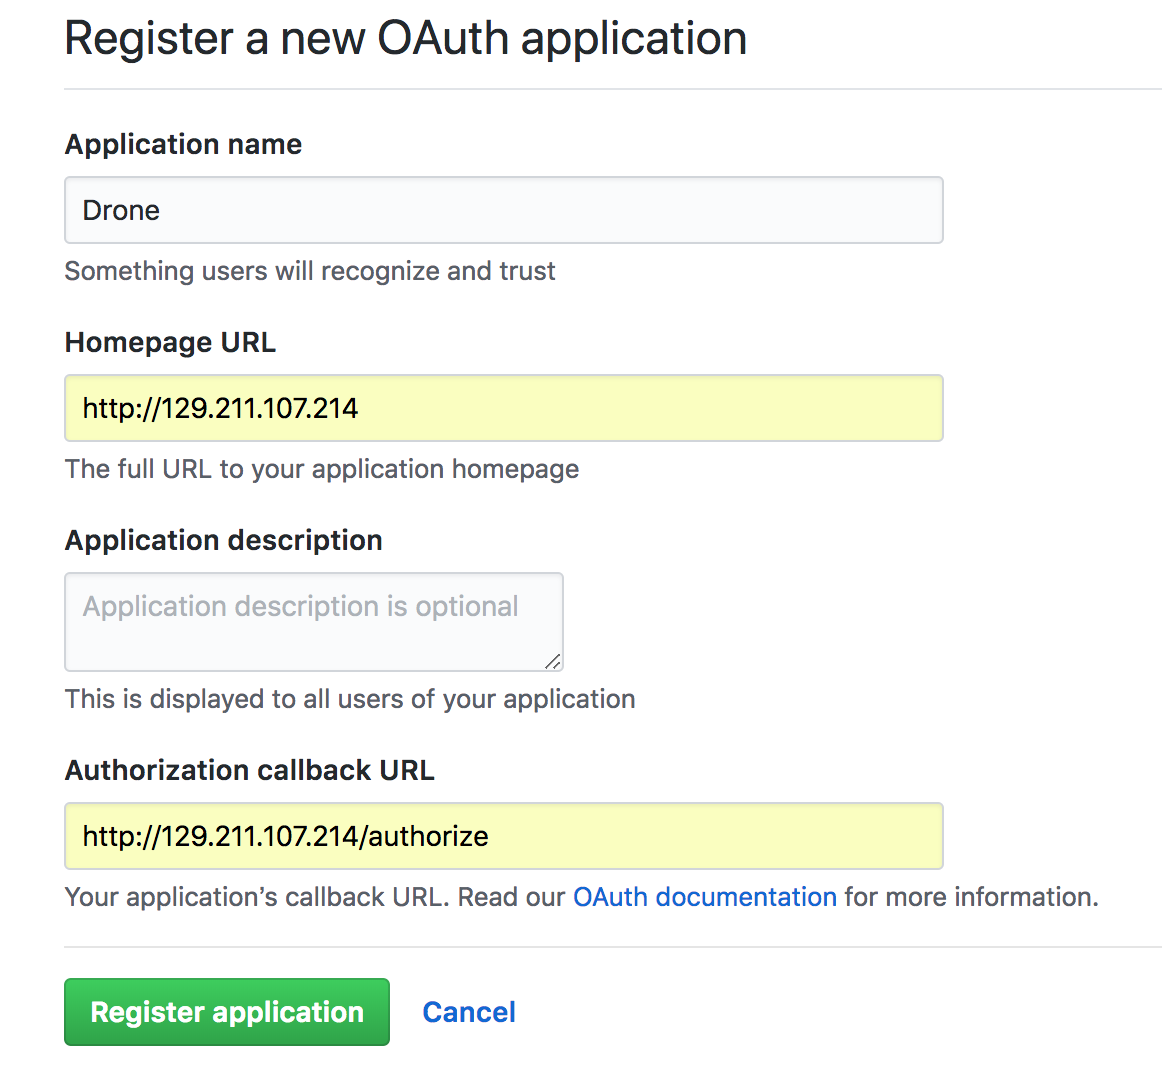 Register a new OAuth application
Application name
Drone
Something users will recognize and trust
Homepage URL
http://129.211.107.214
The full URL to your application homepage
Application description
Application description is optional
This is displayed to all users of your application
Authorization callback URL
http://129.211.107.214/authorize
Your application’s callback URL. Read our OAuth documentation for more information.
Register application Cancel